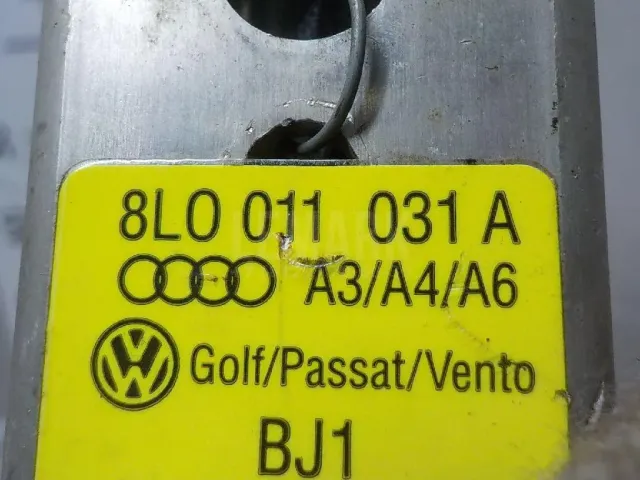 8L0 011 031 A
A3/A4/A6
Golf/Passat/Vento
BJ1